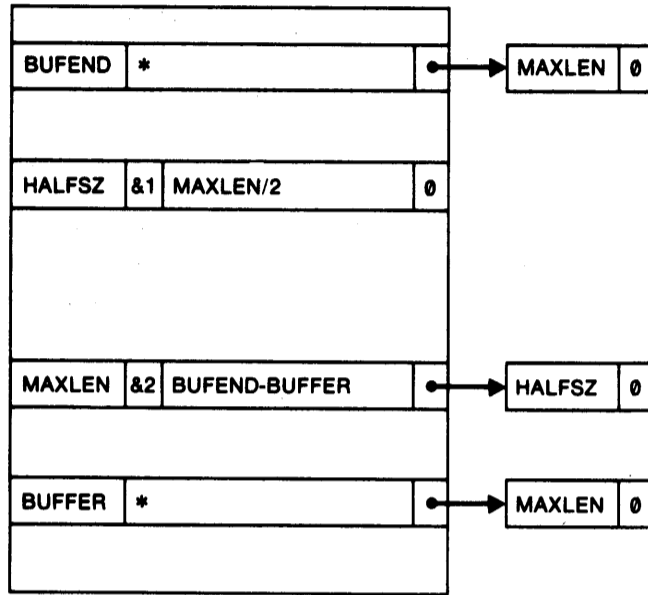 BUFEND * MAXLEN 0
HALFSZ &1 MAXLEN/2 0
MAXLEN &2 BUFEND-BUFFER HALFSZ 0
BUFFER * MAXLEN 0